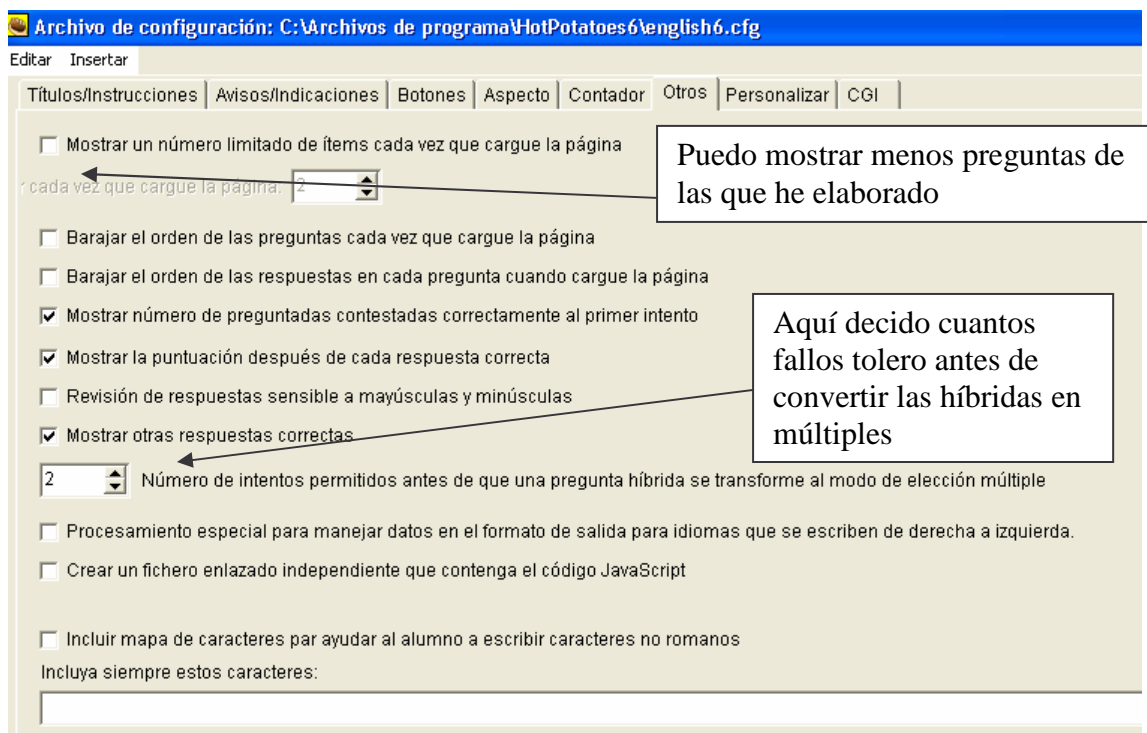 Archivo de configuración: C:\Archivos de programa\HotPotatoes6\english6.cfg
Editar Insertar
Títulos/Instrucciones Avisos/Indicaciones Botones Aspecto Contador Otros Personalizar CGI
Mostrar un número limitado de ítems cada vez que cargue la página
Puedo mostrar menos preguntas de
las que he elaborado
cada vez que cargue la página: 2
Barajar el orden de las preguntas cada vez que cargue la página
Barajar el orden de las respuestas en cada pregunta cuando cargue la página
Mostrar número de preguntadas contestadas correctamente al primer intento
Aquí decido cuantos
fallos tolero antes de
convertir las híbridas en
múltiples
Mostrar la puntuación después de cada respuesta correcta
Revisión de respuestas sensible a mayúsculas y minúsculas
Mostrar otras respuestas correctas
2 Número de intentos permitidos antes de que una pregunta híbrida se transforme al modo de elección múltiple
Procesamiento especial para manejar datos en el formato de salida para idiomas que se escriben de derecha a izquierda.
Crear un fichero enlazado independiente que contenga el código JavaScript
Incluir mapa de caracteres par ayudar al alumno a escribir caracteres no romanos
Incluya siempre estos caracteres: